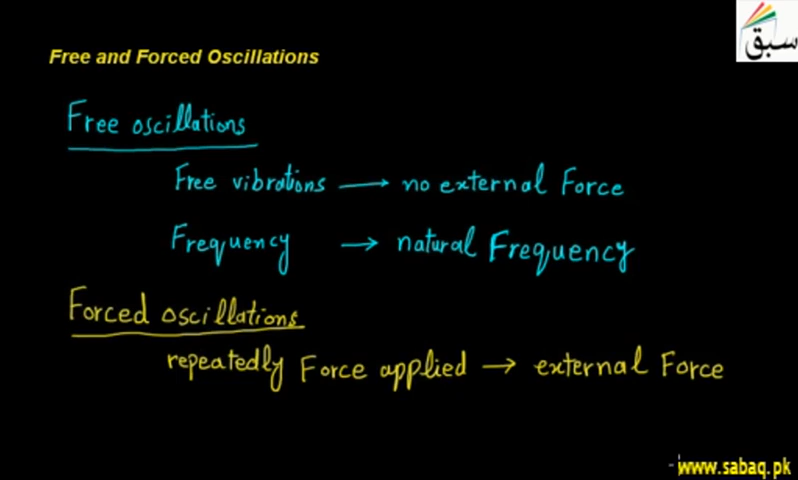 سبق
Free and Forced Oscillations
Free oscillations
Free vibrations → no external Force
Frequency → natural Frequency
Forced oscillations
repeatedly Force applied → external Force
www.sabaq.pk